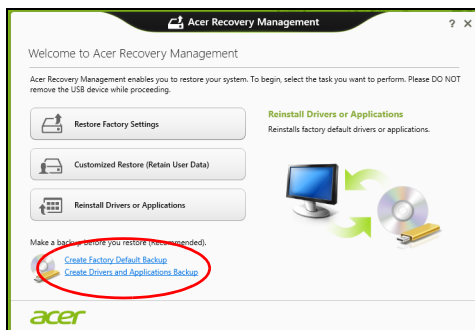 Acer Recovery Management
? X
Welcome to Acer Recovery Management
Acer Recovery Management enables you to restore your system. To begin, select the task you want to perform. Please DO NOT
remove the USB device while proceeding.
Restore Factory Settings
Customized Restore (Retain User Data)
Reinstall Drivers or Applications
Reinstall Drivers or Applications
Reinstalls factory default drivers or applications.
Make a backup before you restore (Recommended).
Create Factory Default Backup
Create Drivers and Applications Backup
acer